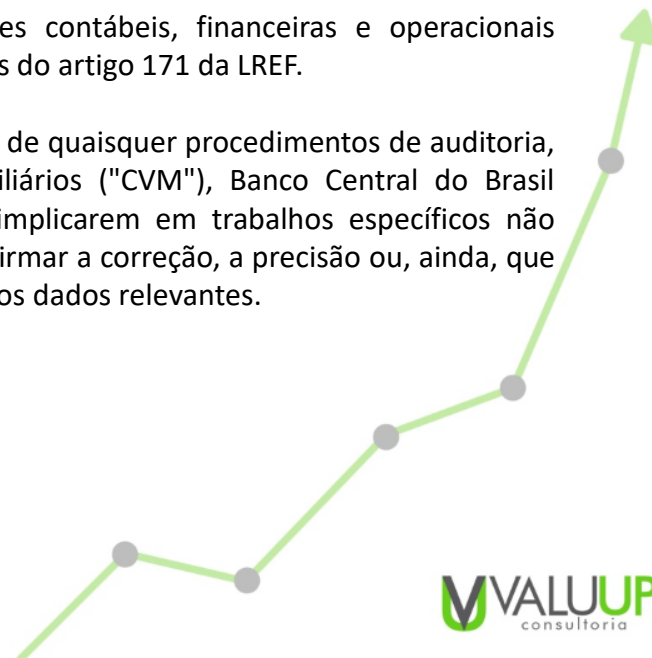 es contábeis, financeiras e operacionais
s do artigo 171 da LREF.
de quaisquer procedimentos de auditoria,
iliários ("CVM"), Banco Central do Brasil
implicarem em trabalhos específicos não
irmar a correção, a precisão ou, ainda, que
os dados relevantes.
VALUUP
consultoria